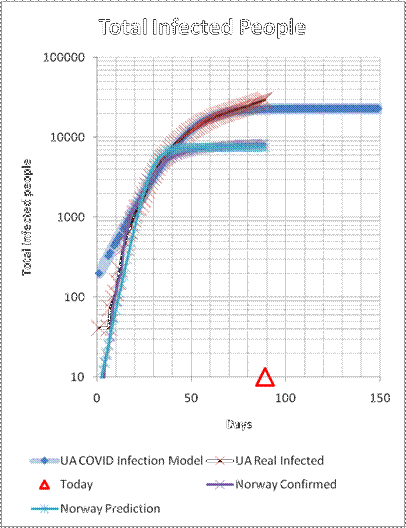 Total Infected People
Total infected people
100000
10000
1000
100
10
0 50 100 150
Days
UA COVID Infection Model UA Real Infected
Today Norway Confirmed
Norway Prediction